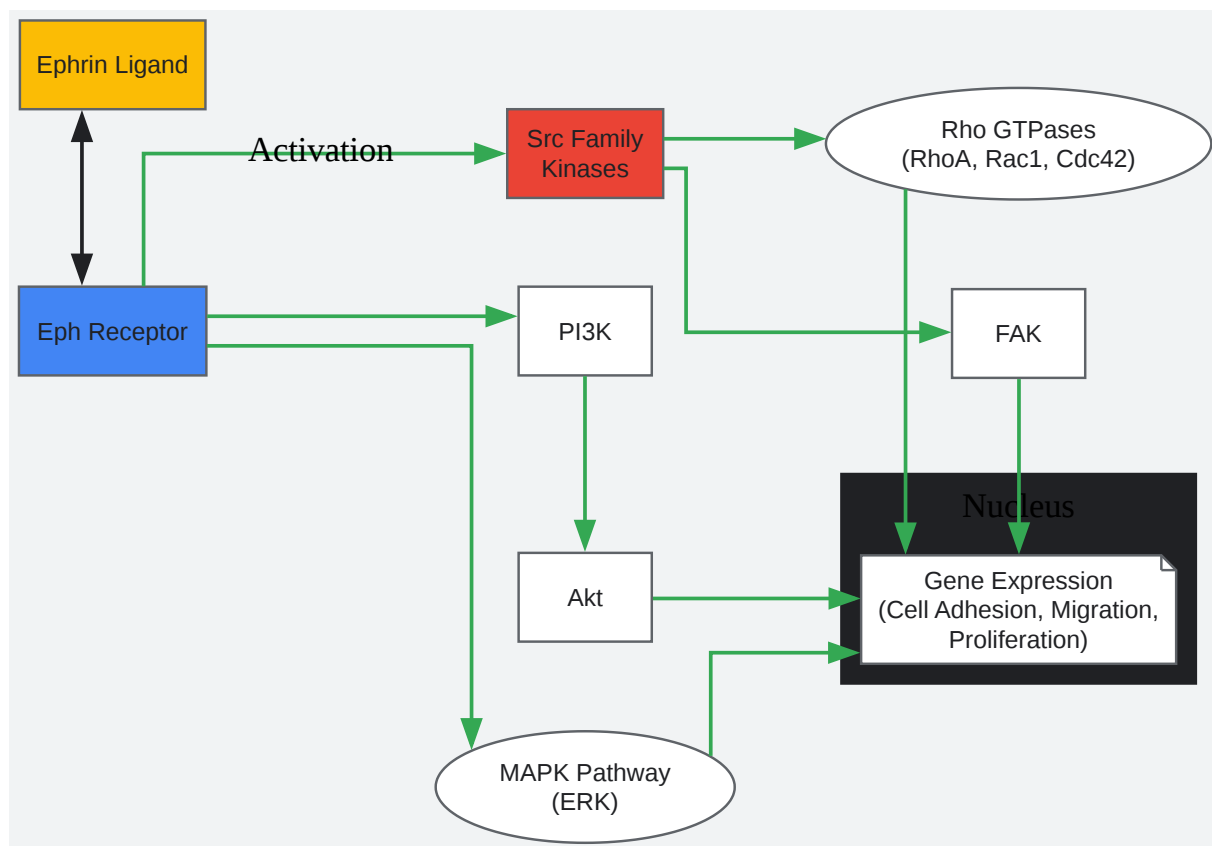 Ephrin Ligand
Activation
Src Family
Kinases
Rho GTPases
(RhoA, Rac1, Cdc42)
Eph Receptor
PI3K
FAK
Nucleus
Akt
Gene Expression
(Cell Adhesion, Migration,
Proliferation)
MAPK Pathway
(ERK)